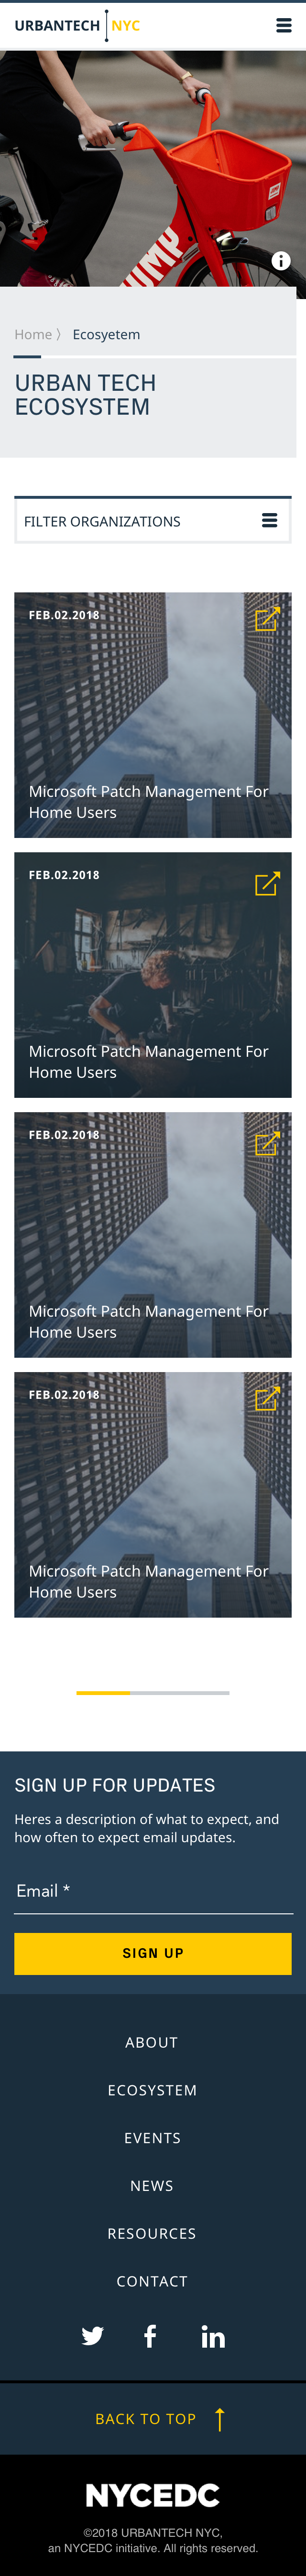 URBANTECH NYC
JUMP
Home 〉 Ecosyetem
URBAN TECH
ECOSYSTEM
FILTER ORGANIZATIONS
FEB.02.2018
Microsoft Patch Management For
Home Users
FEB.02.2018
Microsoft Patch Management For
Home Users
FEB.02.2018
Microsoft Patch Management For
Home Users
FEB.02.2018
Microsoft Patch Management For
Home Users
SIGN UP FOR UPDATES
Heres a description of what to expect, and
how often to expect email updates.
Email *
SIGN UP
ABOUT
ECOSYSTEM
EVENTS
NEWS
RESOURCES
CONTACT
BACK TO TOP
NYCEDC
©2018 URBANTECH NYC,
an NYCEDC initiative. All rights reserved.